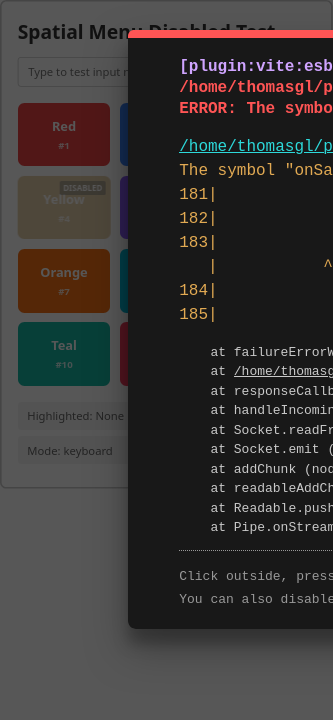 Spatial Menu Disabled Test
Type to test input
Red
#1
DISABLED
Yellow
#4
Orange
#7
Teal
#10
Highlighted: None
Mode: keyboard
[plugin:vite:esb
/home/thomasgl/p
ERROR: The symbo
/home/thomasgl/p
The symbol "onSa
181|
182|
183|
| ^
184|
185|
at failureErrorW
at /home/thomasg
at responseCallb
at handleIncomin
at Socket.readFr
at Socket.emit (
at addChunk (nod
at readableAddCh
at Readable.push
at Pipe.onStream
Click outside, press
You can also disable